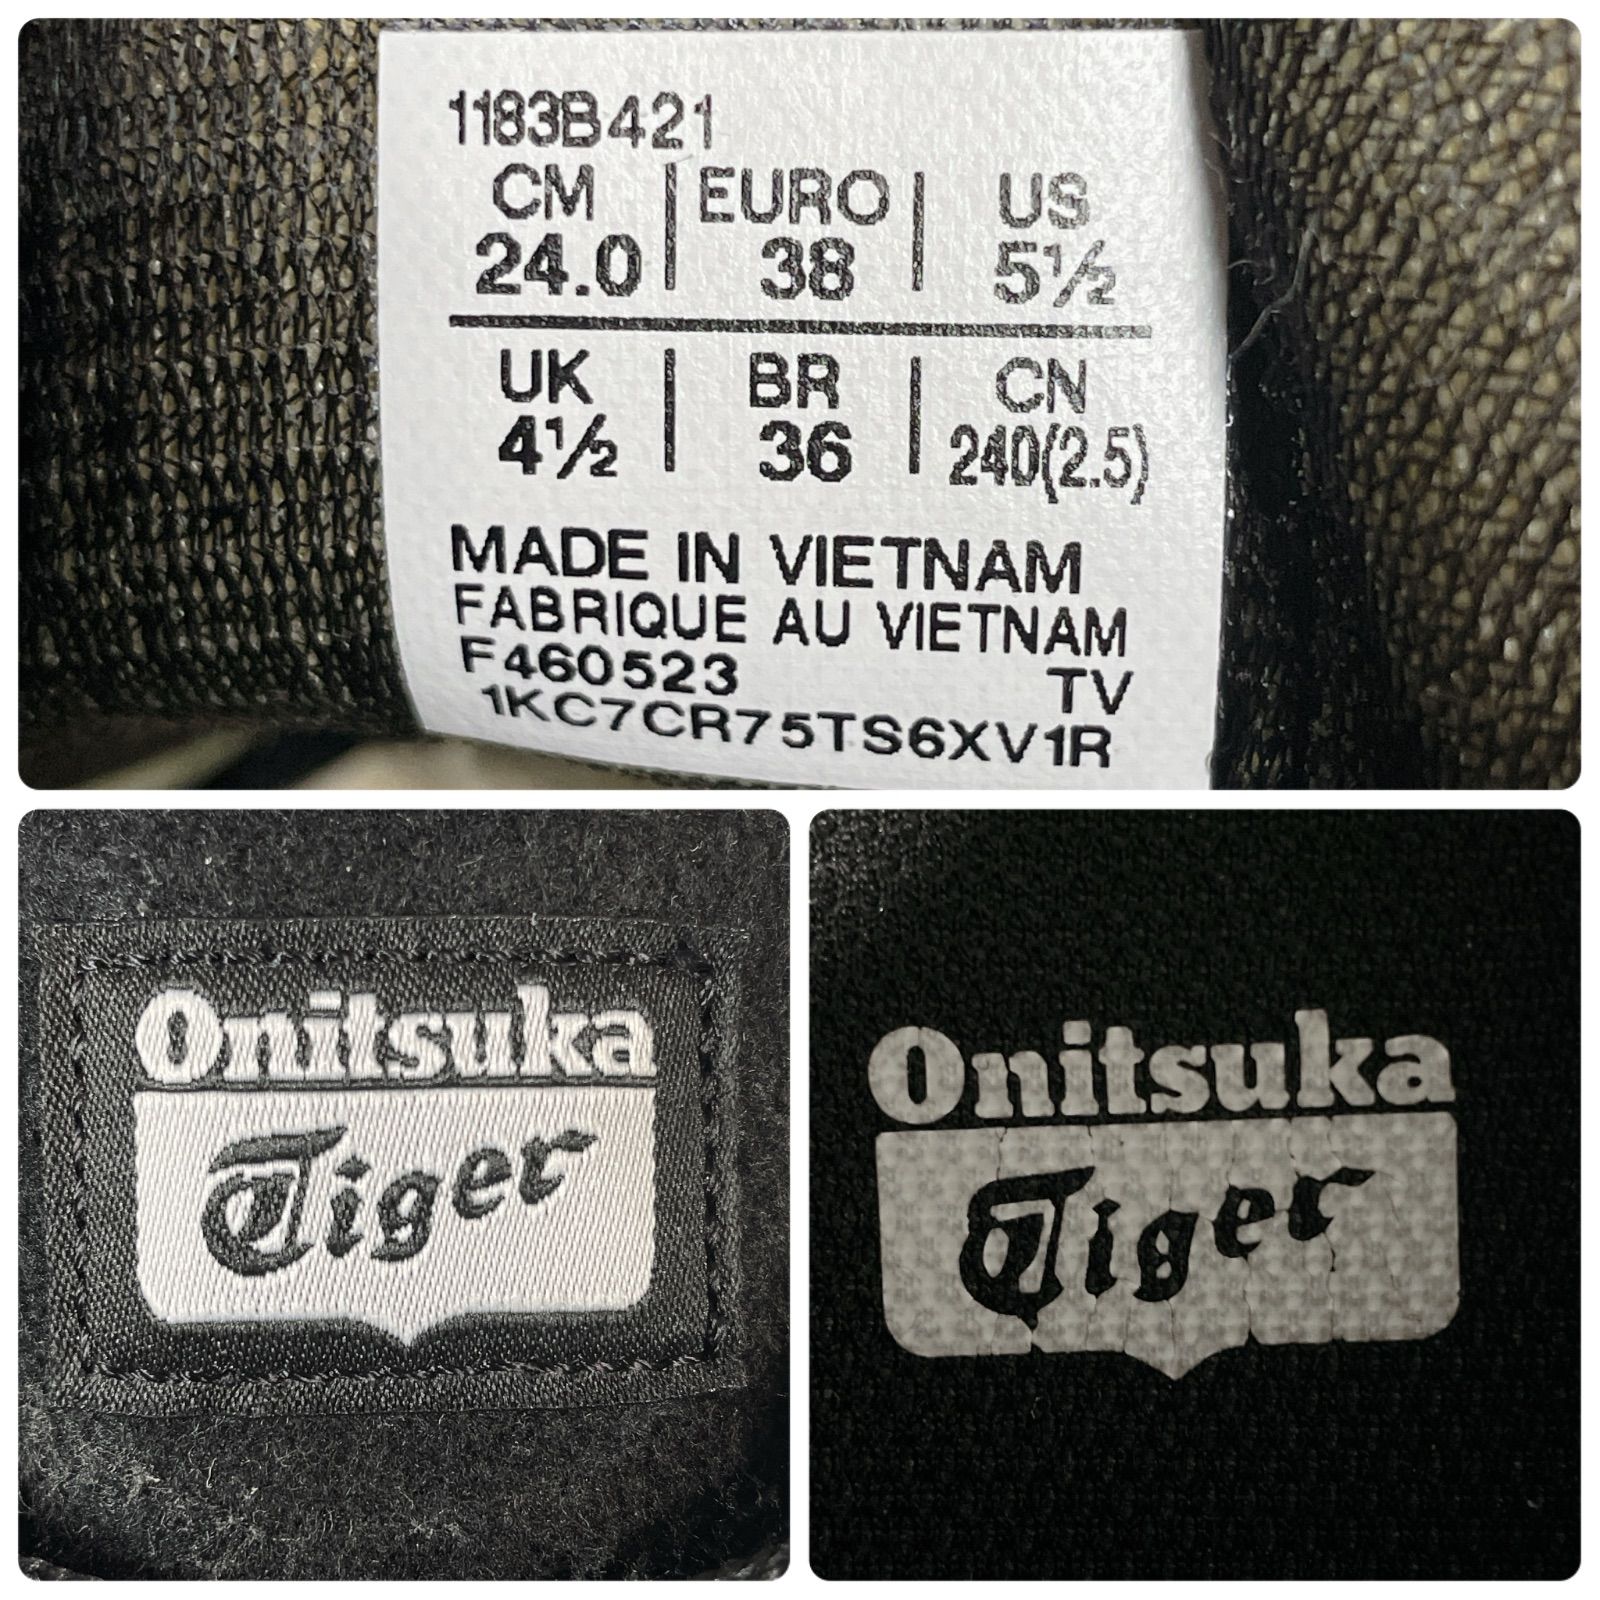 1183B421
CM | EURO | US
24.0 | 38 | 5½
UK | BR | CN
4½ | 36 | 240(2.5)
MADE IN VIETNAM
FABRIQUE AU VIETNAM
F460523 TV
1KC7CR75TS6XV1R
Onitsuka
Tiger
Onitsuka
Tiger